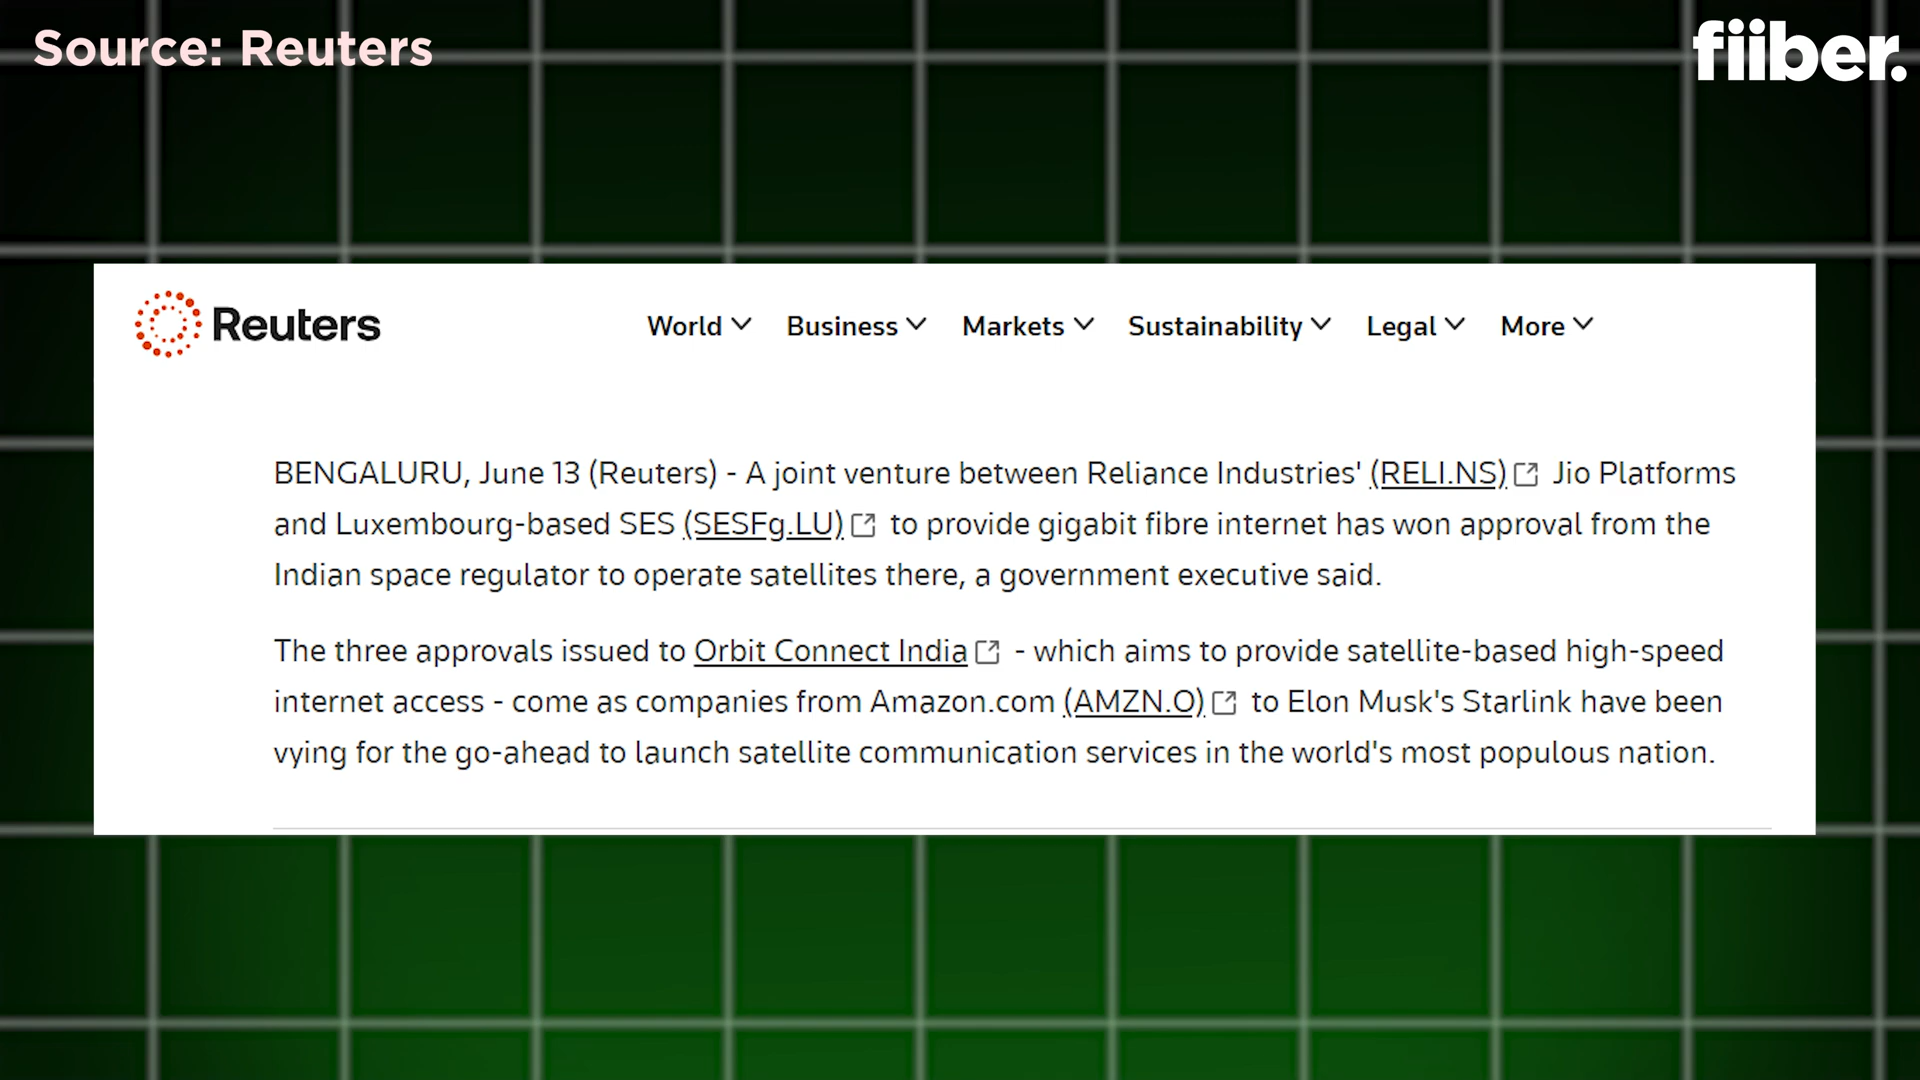 Source: Reuters
fiiber.
Reuters
World Business Markets Sustainability Legal More
BENGALURU, June 13 (Reuters) - A joint venture between Reliance Industries' (RELI.NS) Jio Platforms
and Luxembourg-based SES (SESFg.LU) to provide gigabit fibre internet has won approval from the
Indian space regulator to operate satellites there, a government executive said.
The three approvals issued to Orbit Connect India - which aims to provide satellite-based high-speed
internet access - come as companies from Amazon.com (AMZN.O) to Elon Musk's Starlink have been
vying for the go-ahead to launch satellite communication services in the world's most populous nation.